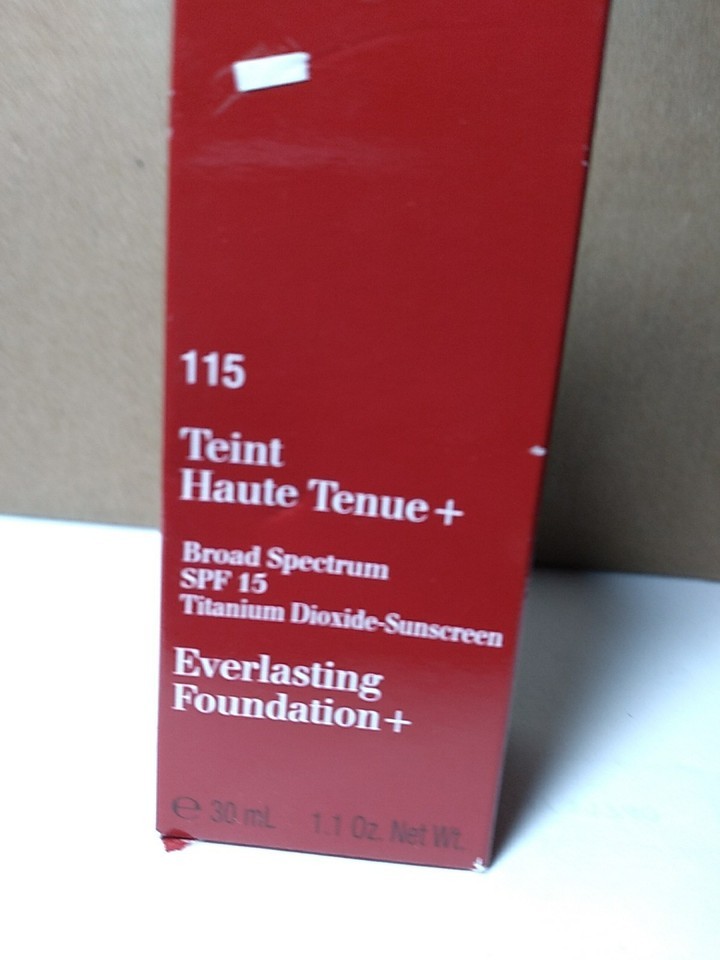 115
Teint
Haute Tenue+
Broad Spectrum
SPF 15
Titanium Dioxide-Sunscreen
Everlasting
Foundation+
℮ 30 mL 1.1 Oz. Net Wt.